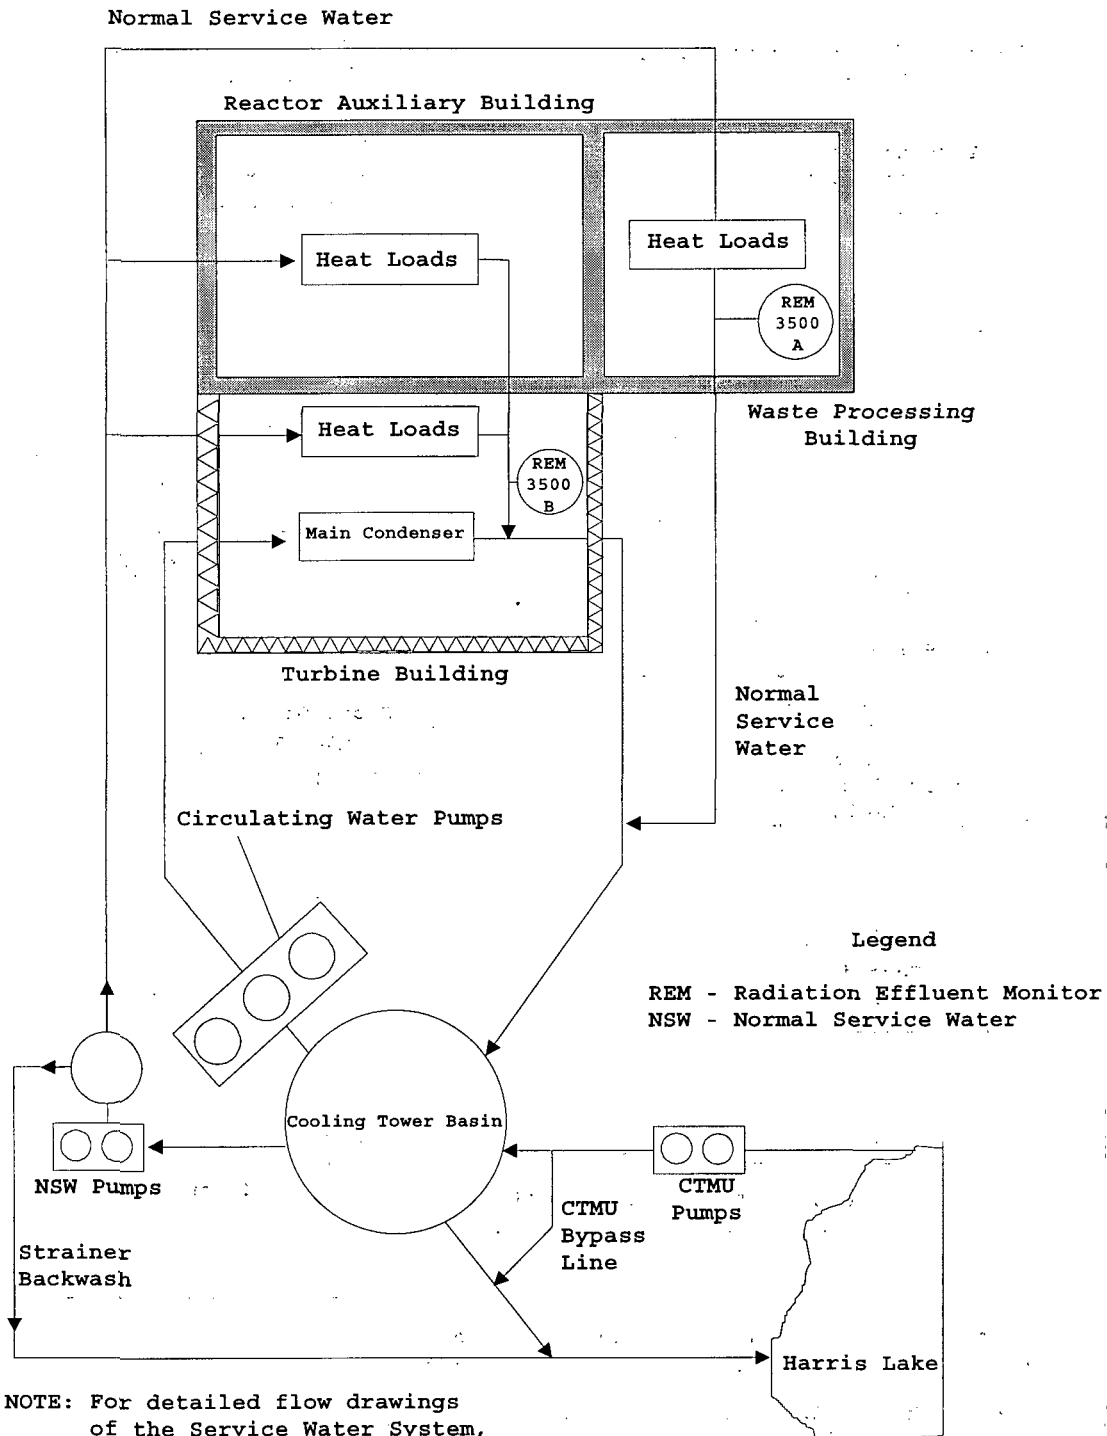 Normal Service Water
Reactor Auxiliary Building
Heat Loads
Heat Loads
REM
3500
A
Heat Loads
Waste Processing
Building
REM
3500
B
Main Condenser
Turbine Building
Normal
Service
Water
Circulating Water Pumps
Legend
REM - Radiation Effluent Monitor
NSW - Normal Service Water
Cooling Tower Basin
NSW Pumps
CTMU
Pumps
CTMU
Bypass
Line
Strainer
Backwash
Harris Lake
NOTE: For detailed flow drawings
of the Service Water System,